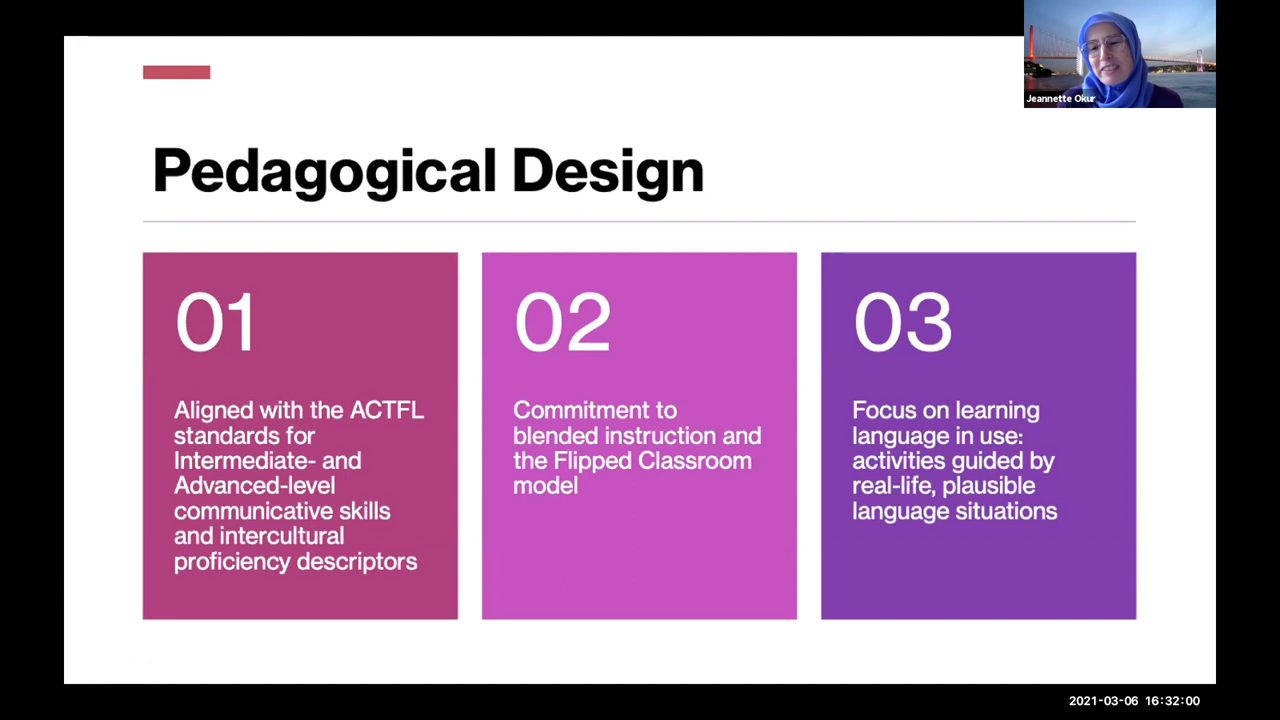 Jeannette Okur
Pedagogical Design
01
Aligned with the ACTFL
standards for
Intermediate- and
Advanced-level
communicative skills
and intercultural
proficiency descriptors
02
Commitment to
blended instruction and
the Flipped Classroom
model
03
Focus on learning
language in use:
activities guided by
real-life, plausible
language situations
2021-03-06 16:32:00